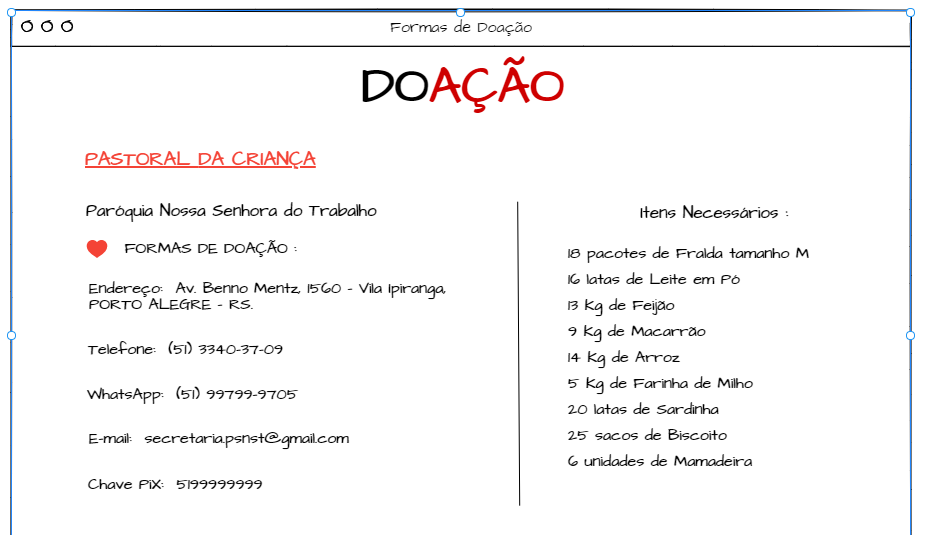 Formas de Doação
DOAÇÃO
PASTORAL DA CRIANÇA
Paróquia Nossa Senhora do Trabalho
FORMAS DE DOAÇÃO :
Endereço: Av. Benno Mentz, 1560 - Vila Ipiranga,
PORTO ALEGRE - RS.
Telefone: (51) 3340-37-09
WhatsApp: (51) 99799-9705
E-mail: secretaria.psnst@gmail.com
Chave PiX: 5199999999
Itens Necessários :
18 pacotes de Fralda tamanho M
16 latas de Leite em Pó
13 Kg de Feijão
9 Kg de Macarrão
14 Kg de Arroz
5 Kg de Farinha de Milho
20 latas de Sardinha
25 sacos de Biscoito
6 unidades de Mamadeira